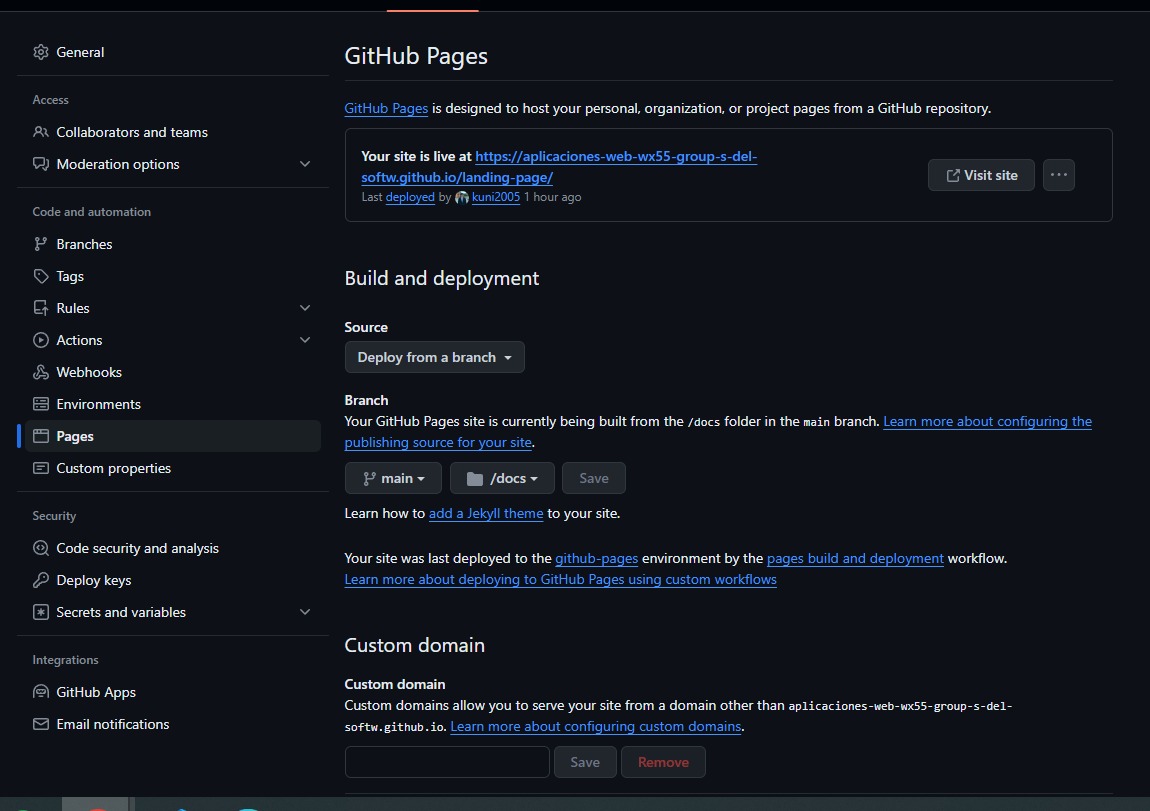 General
Access
Collaborators and teams
Moderation options
Code and automation
Branches
Tags
Rules
Actions
Webhooks
Environments
Pages
Custom properties
Security
Code security and analysis
Deploy keys
Secrets and variables
Integrations
GitHub Apps
Email notifications
GitHub Pages
GitHub Pages is designed to host your personal, organization, or project pages from a GitHub repository.
Your site is live at https://aplicaciones-web-wx55-group-s-del-
softw.github.io/landing-page/
Last deployed by kuni2005 1 hour ago
Visit site
Build and deployment
Source
Deploy from a branch
Branch
Your GitHub Pages site is currently being built from the /docs folder in the main branch. Learn more about configuring the
publishing source for your site.
main /docs Save
Learn how to add a Jekyll theme to your site.
Your site was last deployed to the github-pages environment by the pages build and deployment workflow.
Learn more about deploying to GitHub Pages using custom workflows
Custom domain
Custom domain
Custom domains allow you to serve your site from a domain other than aplicaciones-web-wx55-group-s-del-
softw.github.io. Learn more about configuring custom domains.
Save Remove